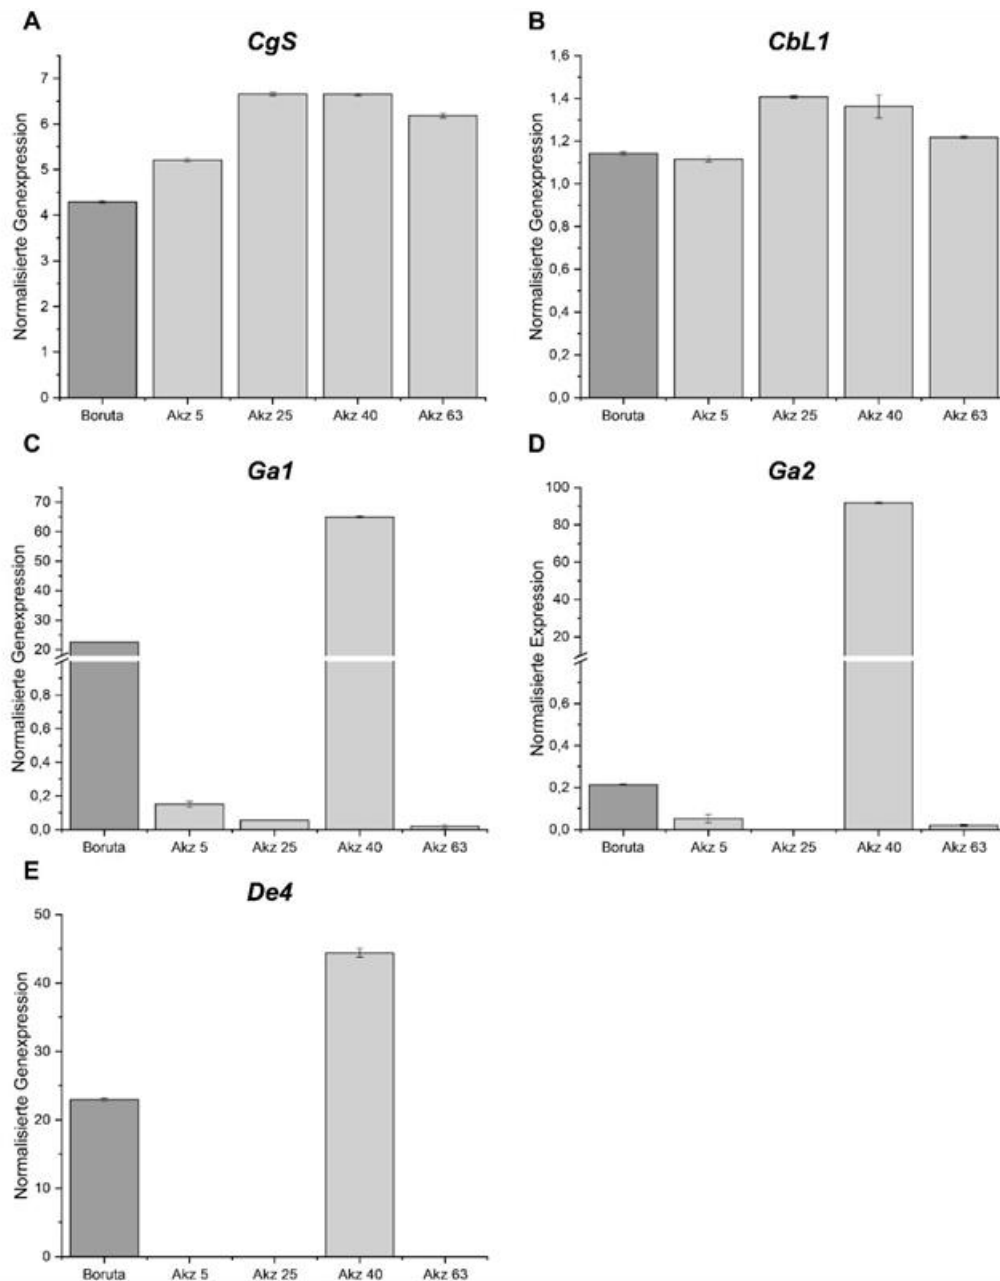 A
CgS
Normalisierte Genexpression
7
6
5
4
3
2
1
0
Boruta Akz 5 Akz 25 Akz 40 Akz 63
B
CbL1
Normalisierte Genexpression
1,6
1,4
1,2
1,0
0,8
0,6
0,4
0,2
0,0
Boruta Akz 5 Akz 25 Akz 40 Akz 63
C
Ga1
Normalisierte Genexpression
70
60
50
40
30
20
0,8
0,6
0,4
0,2
0,0
Boruta Akz 5 Akz 25 Akz 40 Akz 63
D
Ga2
Normalisierte Expression
100
80
60
40
20
0,6
0,4
0,2
0,0
Boruta Akz 5 Akz 25 Akz 40 Akz 63
E
De4
Normalisierte Genexpression
50
40
30
20
10
0
Boruta Akz 5 Akz 25 Akz 40 Akz 63